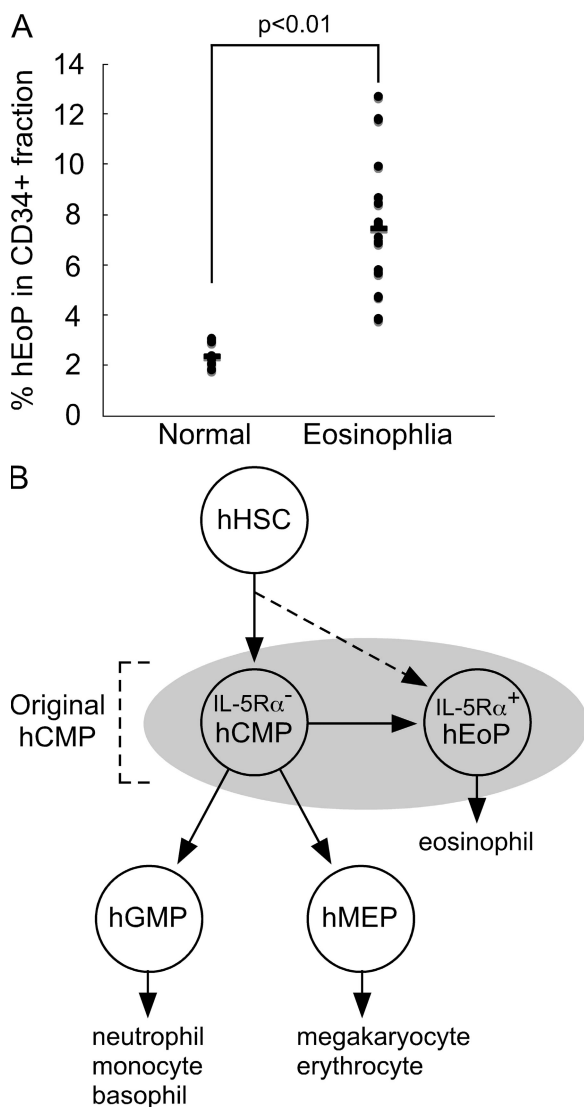 A
p<0.01
% hEoP in CD34+ fraction
14
12
10
8
6
4
2
0
Normal
Eosinophlia
B
hHSC
Original
hCMP
IL-5Rα⁻
hCMP
IL-5Rα⁺
hEoP
eosinophil
hGMP
hMEP
neutrophil
monocyte
basophil
megakaryocyte
erythrocyte